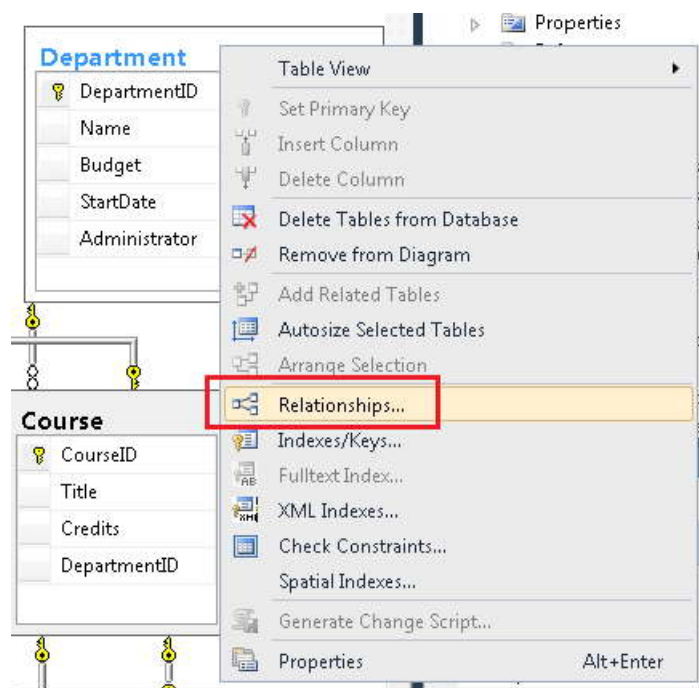 Properties
Department
DepartmentID
Name
Budget
StartDate
Administrator
Course
CourseID
Title
Credits
DepartmentID
Table View
Set Primary Key
Insert Column
Delete Column
Delete Tables from Database
Remove from Diagram
Add Related Tables
Autosize Selected Tables
Arrange Selection
Relationships...
Indexes/Keys...
Fulltext Index...
XML Indexes...
Check Constraints...
Spatial Indexes...
Generate Change Script...
Properties Alt+Enter